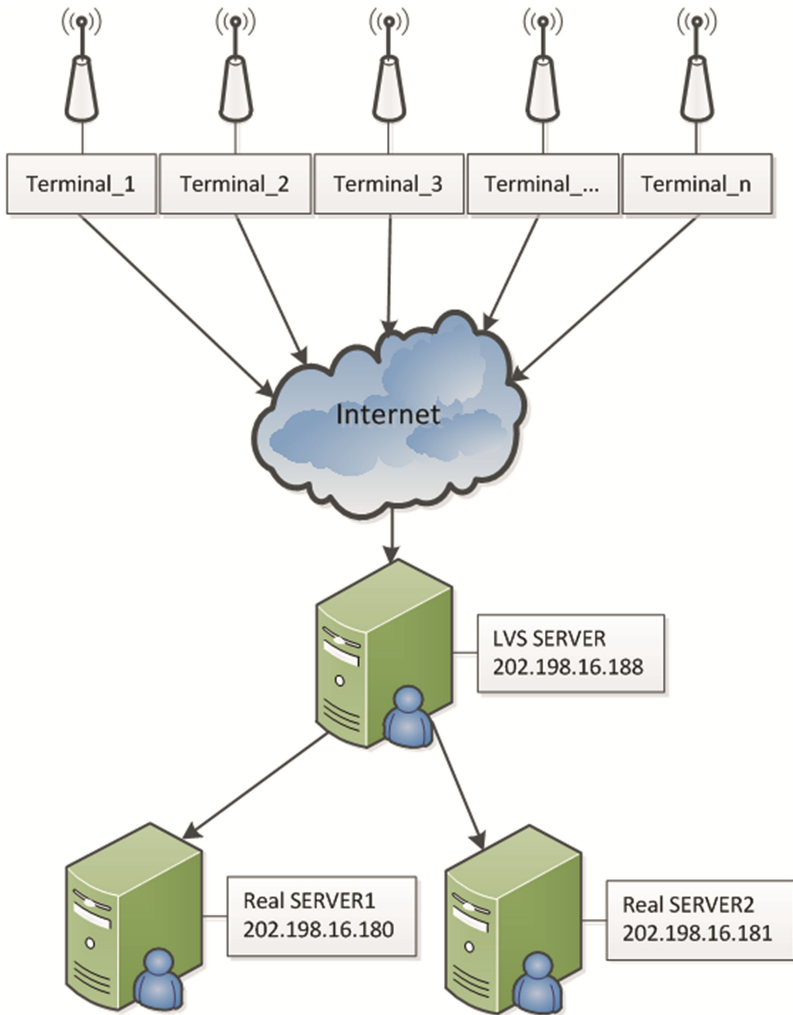 Terminal_1
Terminal_2
Terminal_3
Terminal_...
Terminal_n
Internet
LVS SERVER
202.198.16.188
Real SERVER1
202.198.16.180
Real SERVER2
202.198.16.181